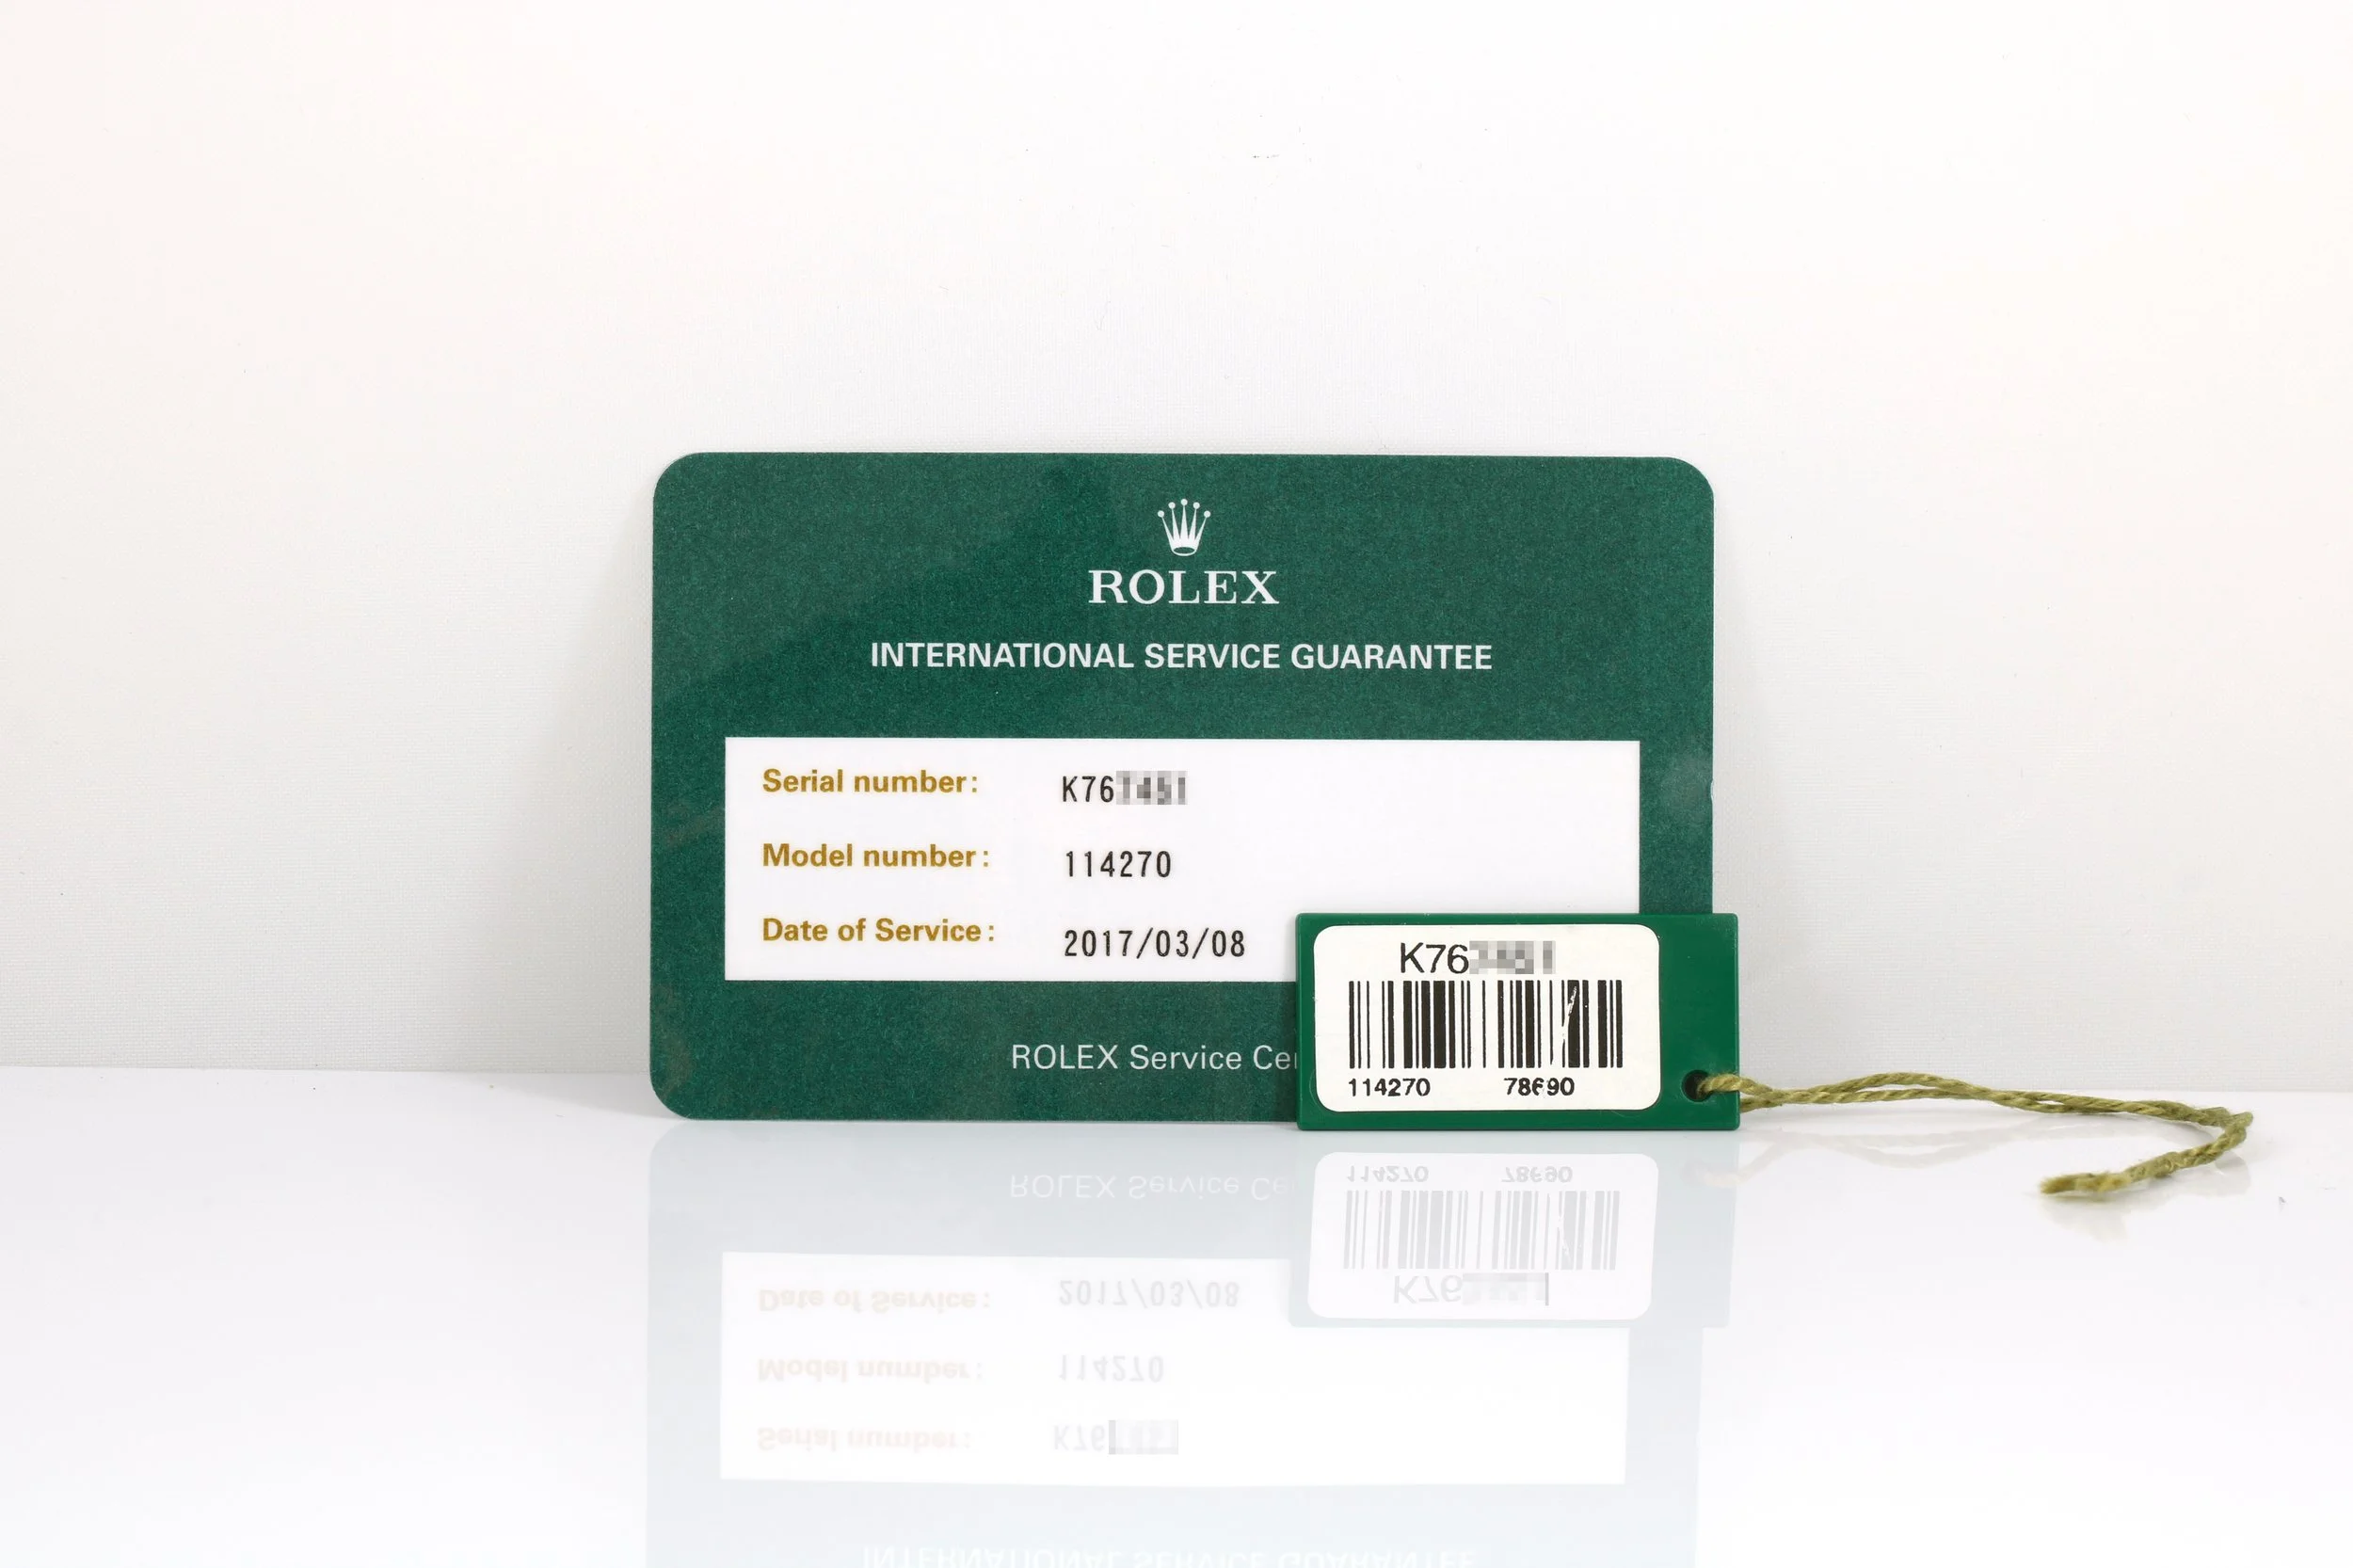 ROLEX
INTERNATIONAL SERVICE GUARANTEE
Serial number: K76
Model number: 114270
Date of Service: 2017/03/08
ROLEX Service
K76
114270 78690